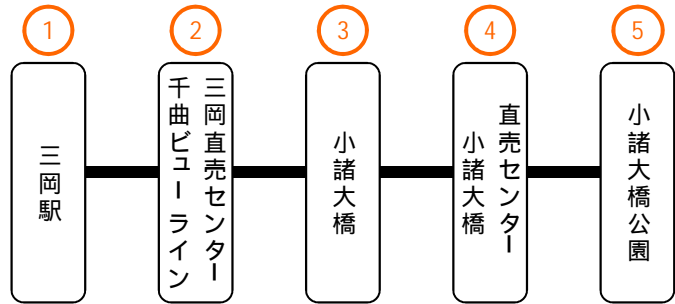 1
三岡駅
2
三岡直売センター
千曲ビューライン
3
小諸大橋
4
直売センター
小諸大橋
5
小諸大橋公園